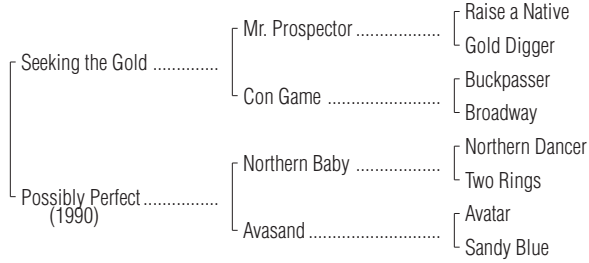 Raise a Native
Mr. Prospector ..................
Gold Digger
Seeking the Gold ..............
Buckpasser
Con Game ........................
Broadway
Northern Dancer
Northern Baby ..................
Two Rings
Possibly Perfect................
(1990)
Avatar
Avasand............................
Sandy Blue